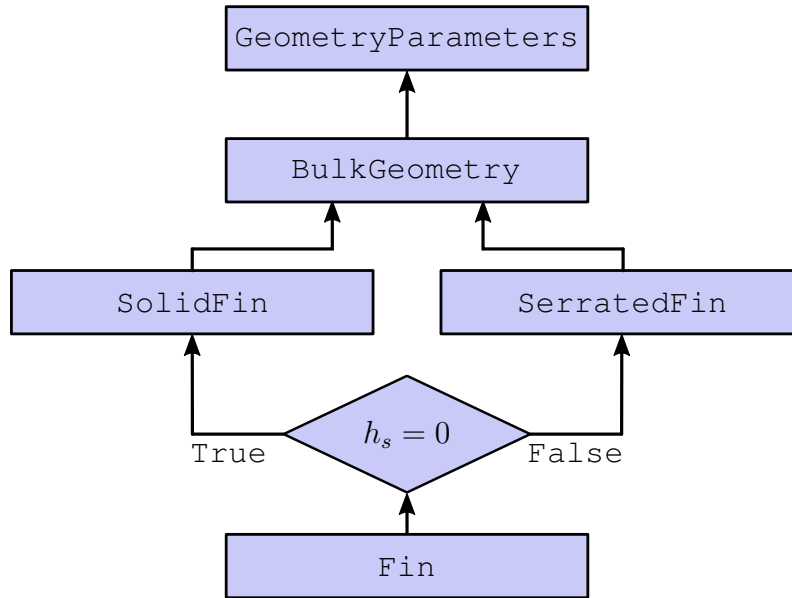 GeometryParameters
BulkGeometry
SolidFin
SerratedFin
h_s = 0
True
False
Fin